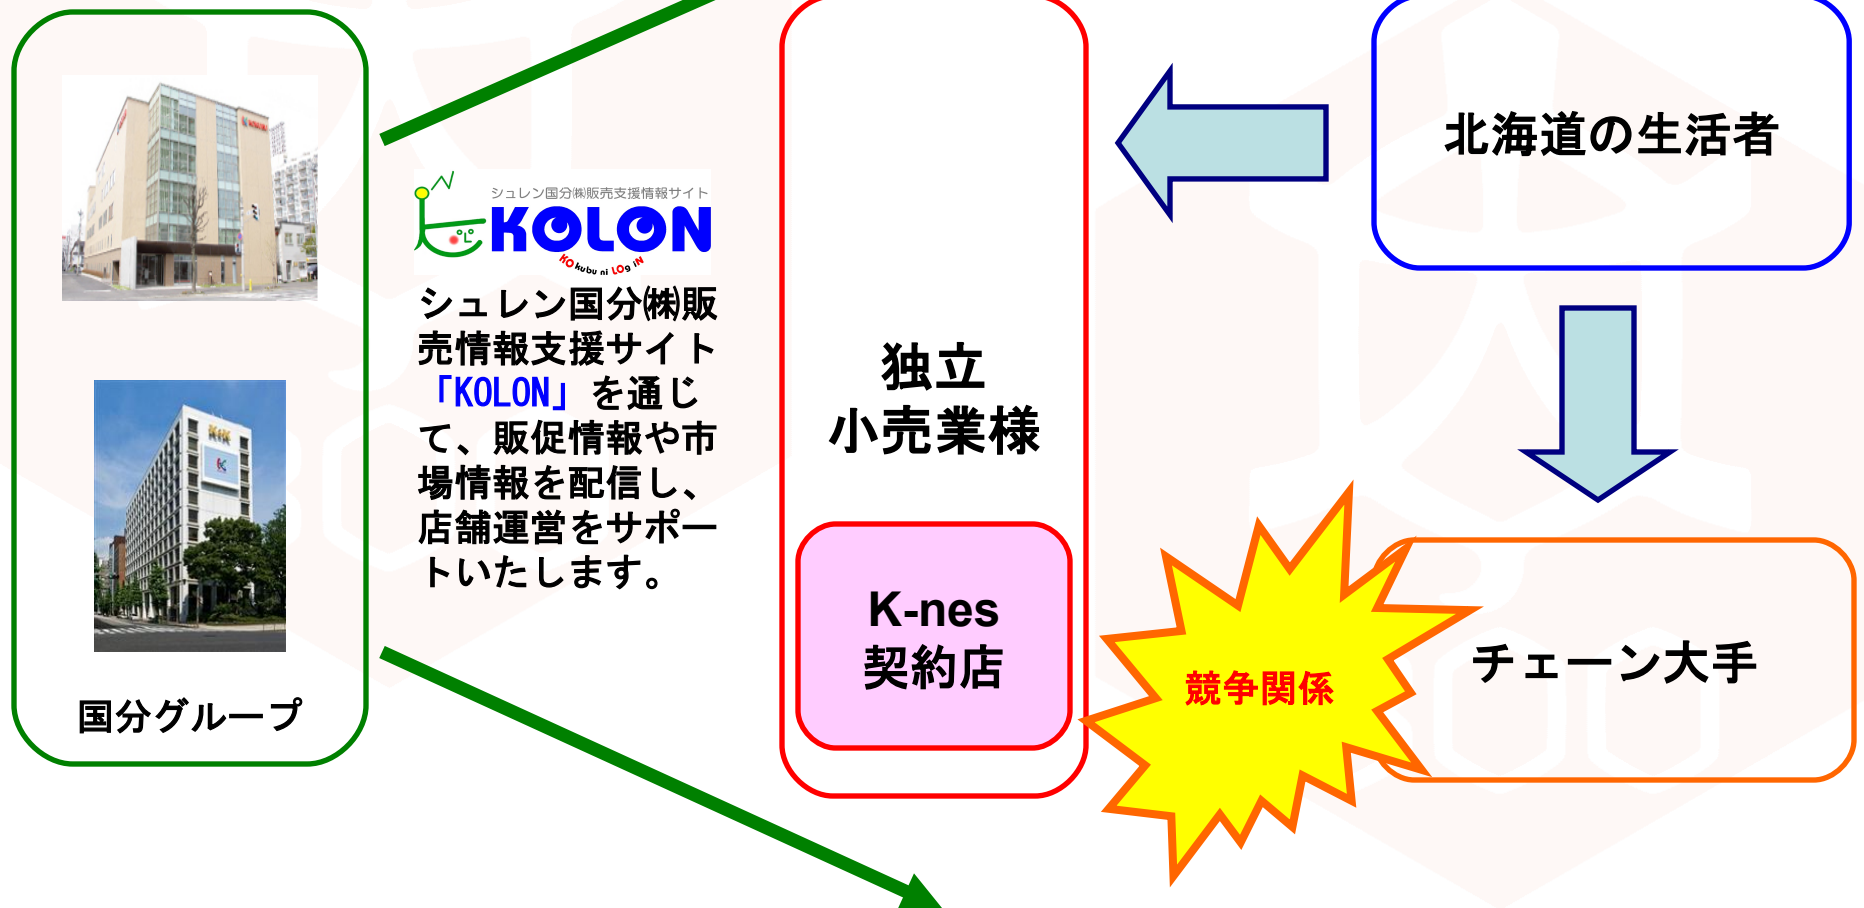 国分グループ
シュレン国分㈱販売支援情報サイト
KOLON
KOkubu ni LOg iN
シュレン国分㈱販
売情報支援サイト
「KOLON」を通じ
て、販促情報や市
場情報を配信し、
店舗運営をサポー
トいたします。
独立
小売業様
K-nes
契約店
北海道の生活者
競争関係
チェーン大手